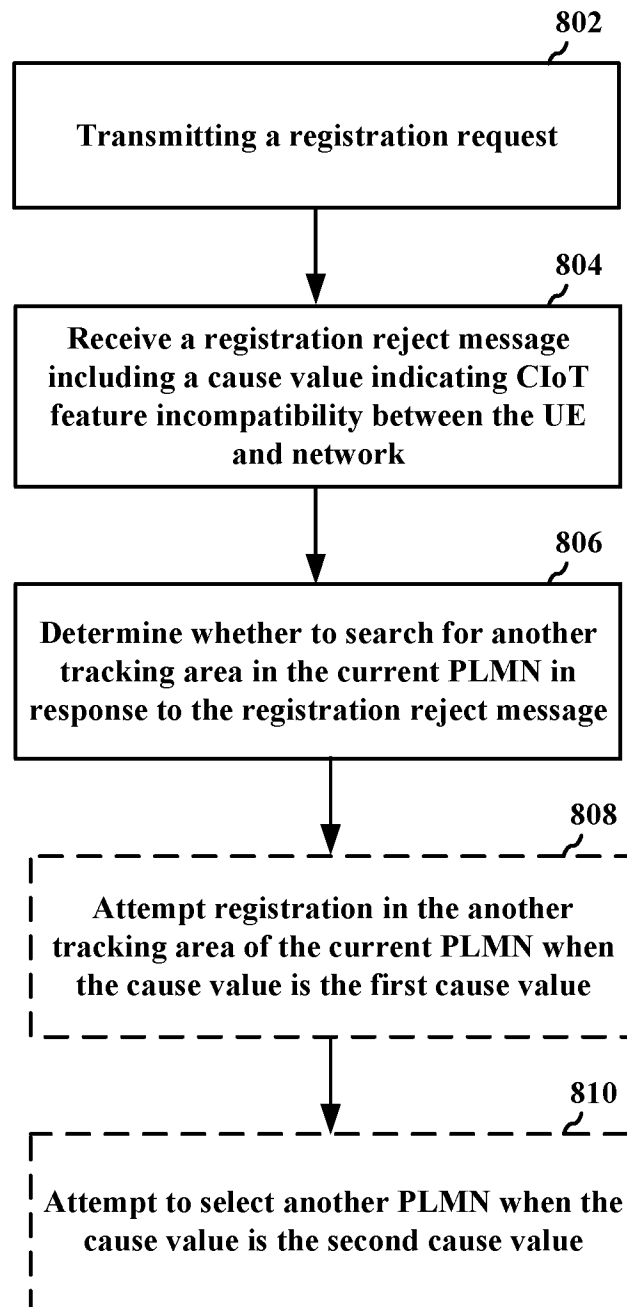 802
Transmitting a registration request
804
Receive a registration reject message
including a cause value indicating CIoT
feature incompatibility between the UE
and network
806
Determine whether to search for another
tracking area in the current PLMN in
response to the registration reject message
808
Attempt registration in the another
tracking area of the current PLMN when
the cause value is the first cause value
810
Attempt to select another PLMN when the
cause value is the second cause value